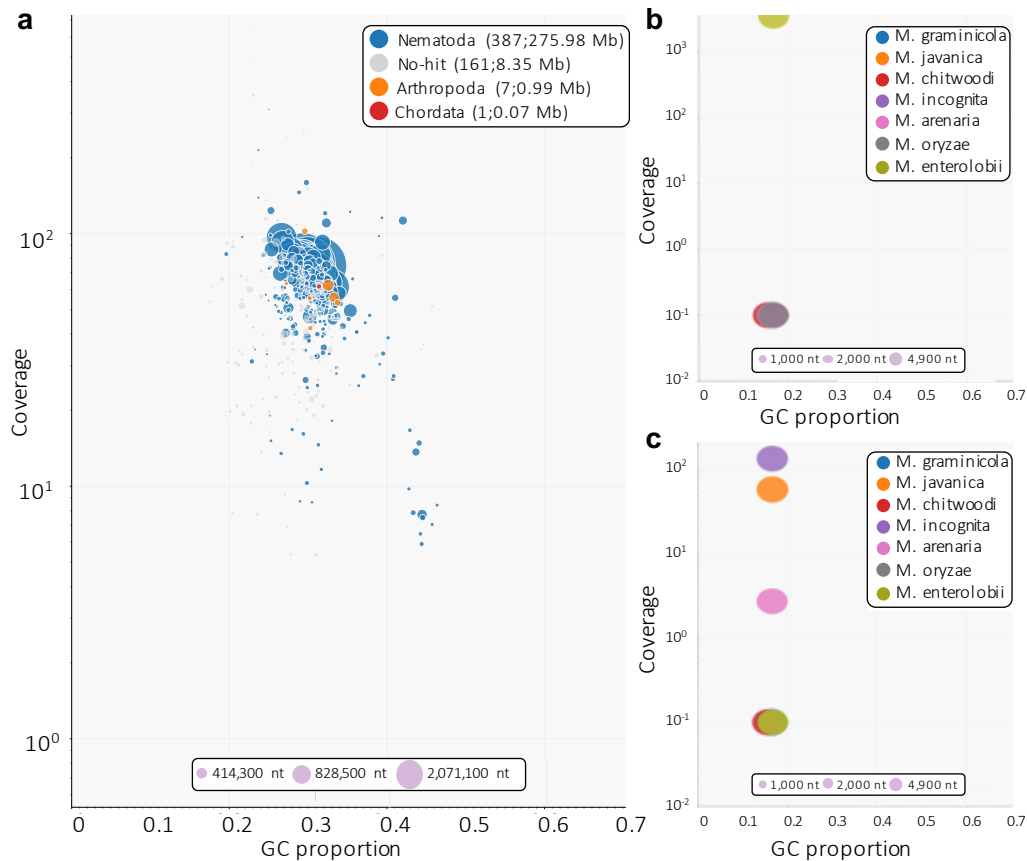 a
Nematoda (387;275.98 Mb)
No-hit (161;8.35 Mb)
Arthropoda (7;0.99 Mb)
Chordata (1;0.07 Mb)
Coverage
10²
10¹
10⁰
414,300 nt 828,500 nt 2,071,100 nt
0 0.1 0.2 0.3 0.4 0.5 0.6 0.7
GC proportion
b
M. graminicola
M. javanica
M. chitwoodi
M. incognita
M. arenaria
M. oryzae
M. enterolobii
Coverage
10³
10²
10¹
10⁰
10⁻¹
10⁻²
1,000 nt 2,000 nt 4,900 nt
0 0.1 0.2 0.3 0.4 0.5 0.6 0.7
GC proportion
c
M. graminicola
M. javanica
M. chitwoodi
M. incognita
M. arenaria
M. oryzae
M. enterolobii
Coverage
10²
10¹
10⁰
10⁻¹
10⁻²
1,000 nt 2,000 nt 4,900 nt
0 0.1 0.2 0.3 0.4 0.5 0.6 0.7
GC proportion